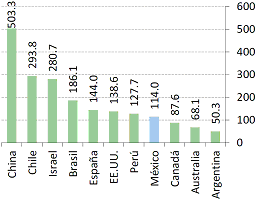 503.3
293.8
280.7
186.1
144.0
138.6
127.7
114.0
87.6
68.1
50.3
600
500
400
300
200
100
0
China
Chile
Israel
Brasil
España
EE.UU.
Perú
México
Canadá
Australia
Argentina